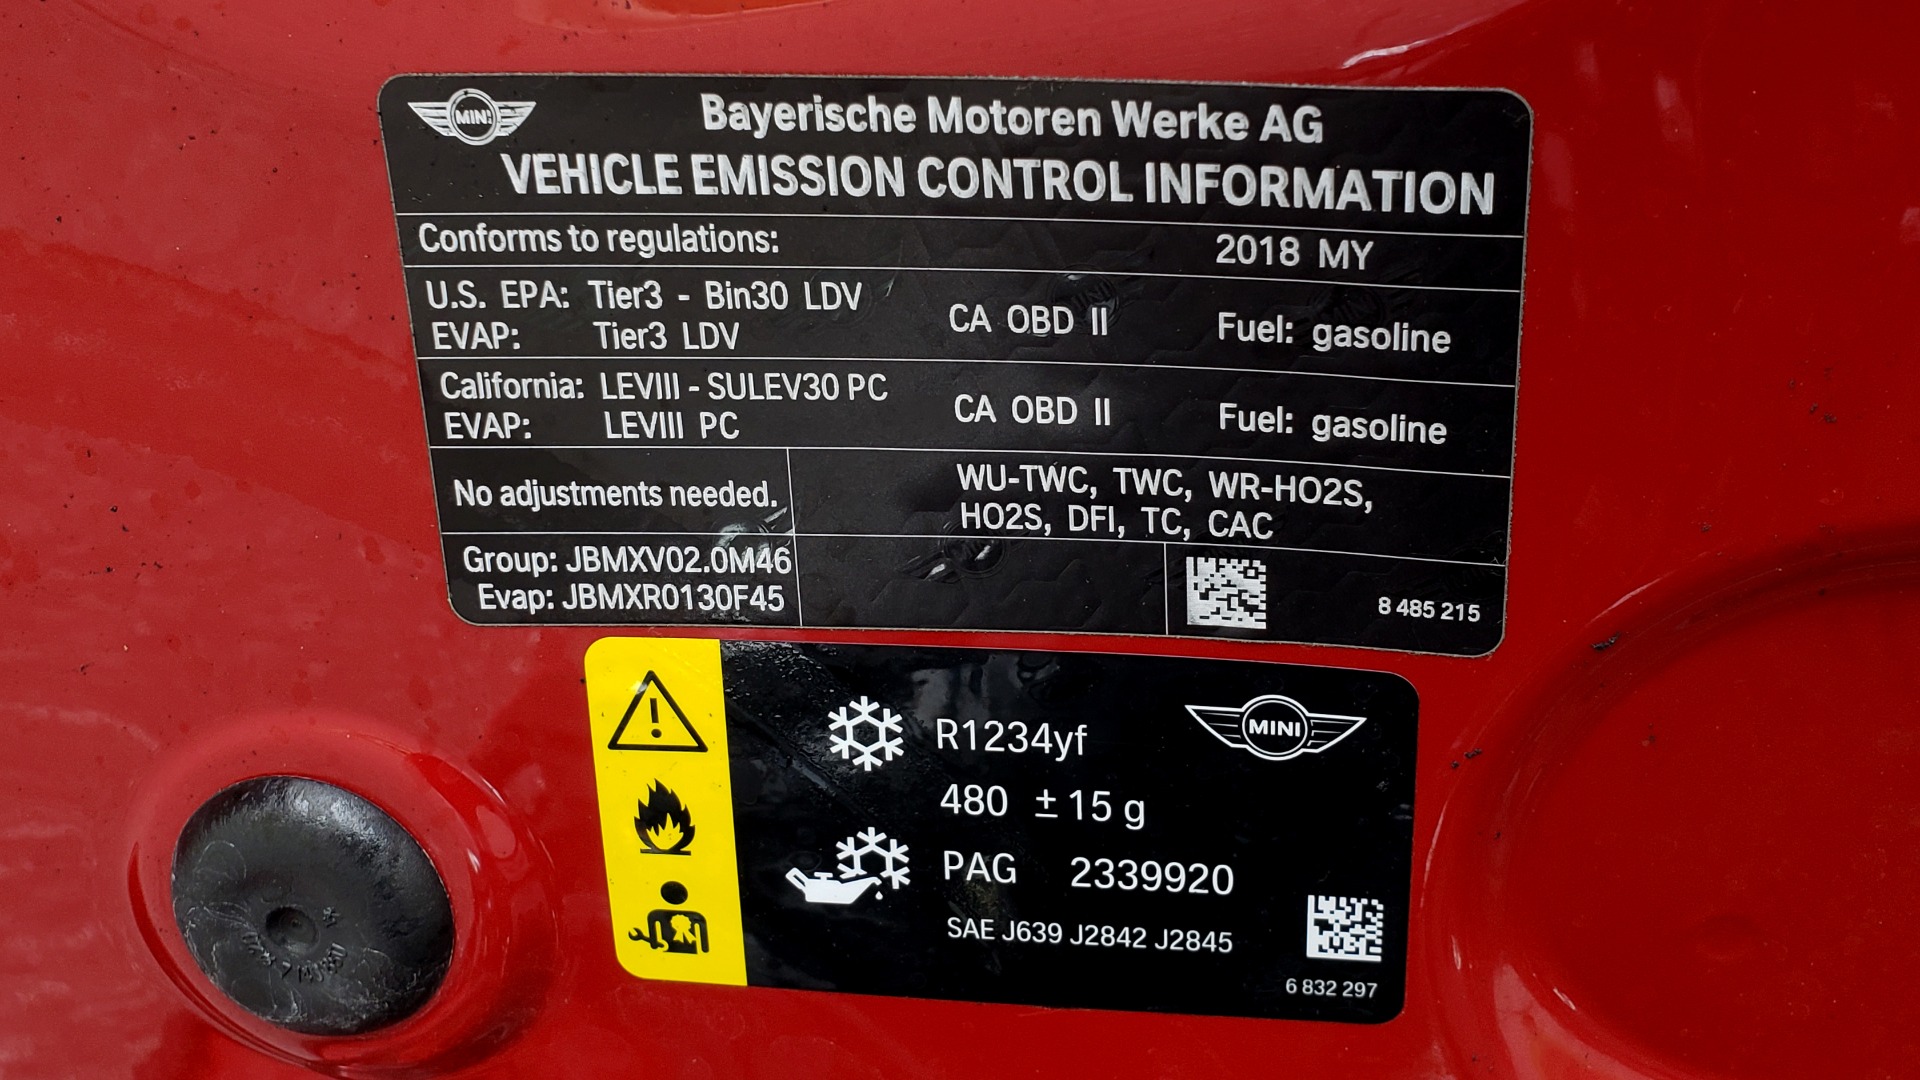 MINI
Bayerische Motoren Werke AG
VEHICLE EMISSION CONTROL INFORMATION
Conforms to regulations: 2018 MY
U.S. EPA: Tier3 - Bin30 LDV
EVAP: Tier3 LDV
CA OBD II
Fuel: gasoline
California: LEVIII - SULEV30 PC
EVAP: LEVIII PC
CA OBD II
Fuel: gasoline
No adjustments needed.
WU-TWC, TWC, WR-HO2S,
HO2S, DFI, TC, CAC
Group: JBMXV02.0M46
Evap: JBMXR0130F45
8 485 215
R1234yf
MINI
480 ± 15 g
PAG 2339920
SAE J639 J2842 J2845
6 832 297